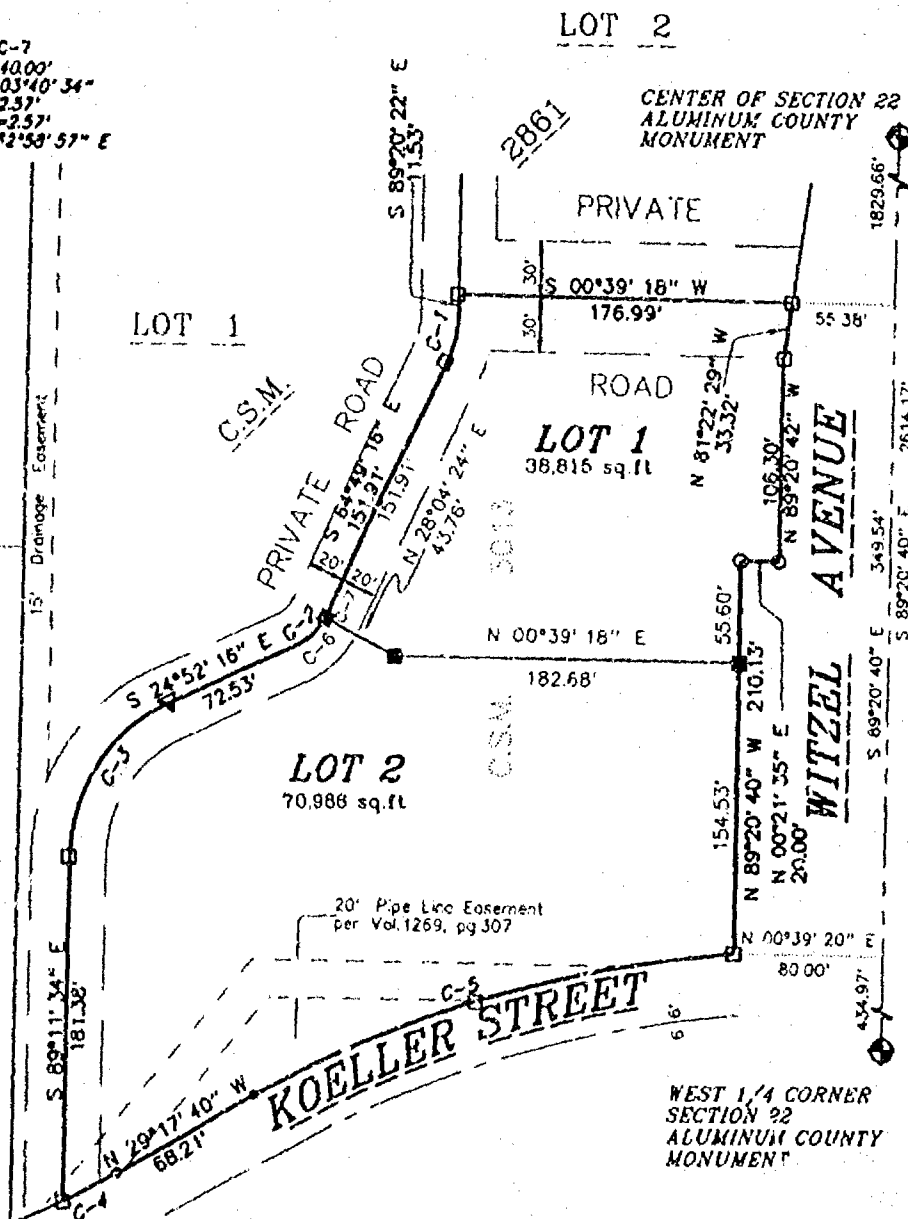 LOT 2
C-7
40.00'
03°40' 34"
2.57'
2.57'
32°58' 57" E
S 89°20' 22" E
11.53'
2861
CENTER OF SECTION 22
ALUMINUM COUNTY
MONUMENT
1829.66'
PRIVATE
30'
S 00°39' 18" W
176.99'
30'
55.38'
LOT 1
C.S.M.
C-1
PRIVATE ROAD
ROAD
N 81°22' 29" W
33.32'
LOT 1
38,815 sq.ft
106.30'
N 89°20' 42" W
S 64°49' 16" E
151.91'
151.91'
N 28°04' 24" E
43.76'
3013
15' Drainage Easement
20'
20'
C-7
C-2
C-6
N 00°39' 18" E
182.68'
55.60'
210.13'
WITZEL AVENUE
S 89°20' 40" E 349.54'
S 89°20' 40" E 2614.17'
S 24°52' 16" E
72.53'
C-3
C.S.M.
LOT 2
70,986 sq.ft
154.53'
N 89°20' 40" W
N 00°21' 35" E
20.00'
20' Pipe Line Easement
per Vol.1269, pg 307
N 00°39' 20" E
80.00'
S 89°11' 34" E
181.38'
C-5
KOELLER STREET
434.97'
N 29°17' 40" W
68.21'
C-4
WEST 1/4 CORNER
SECTION 22
ALUMINUM COUNTY
MONUMENT